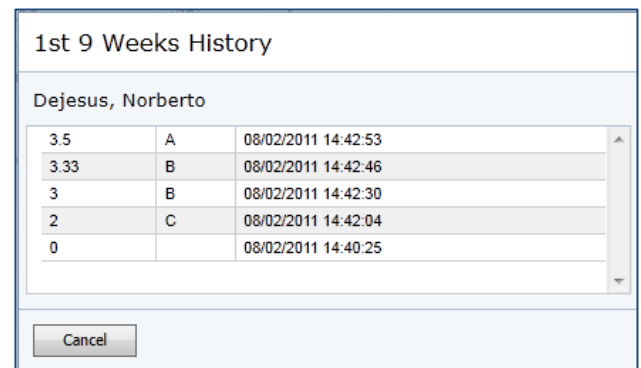 1st 9 Weeks History
Dejesus, Norberto
3.5 A 08/02/2011 14:42:53
3.33 B 08/02/2011 14:42:46
3 B 08/02/2011 14:42:30
2 C 08/02/2011 14:42:04
0 08/02/2011 14:40:25
Cancel